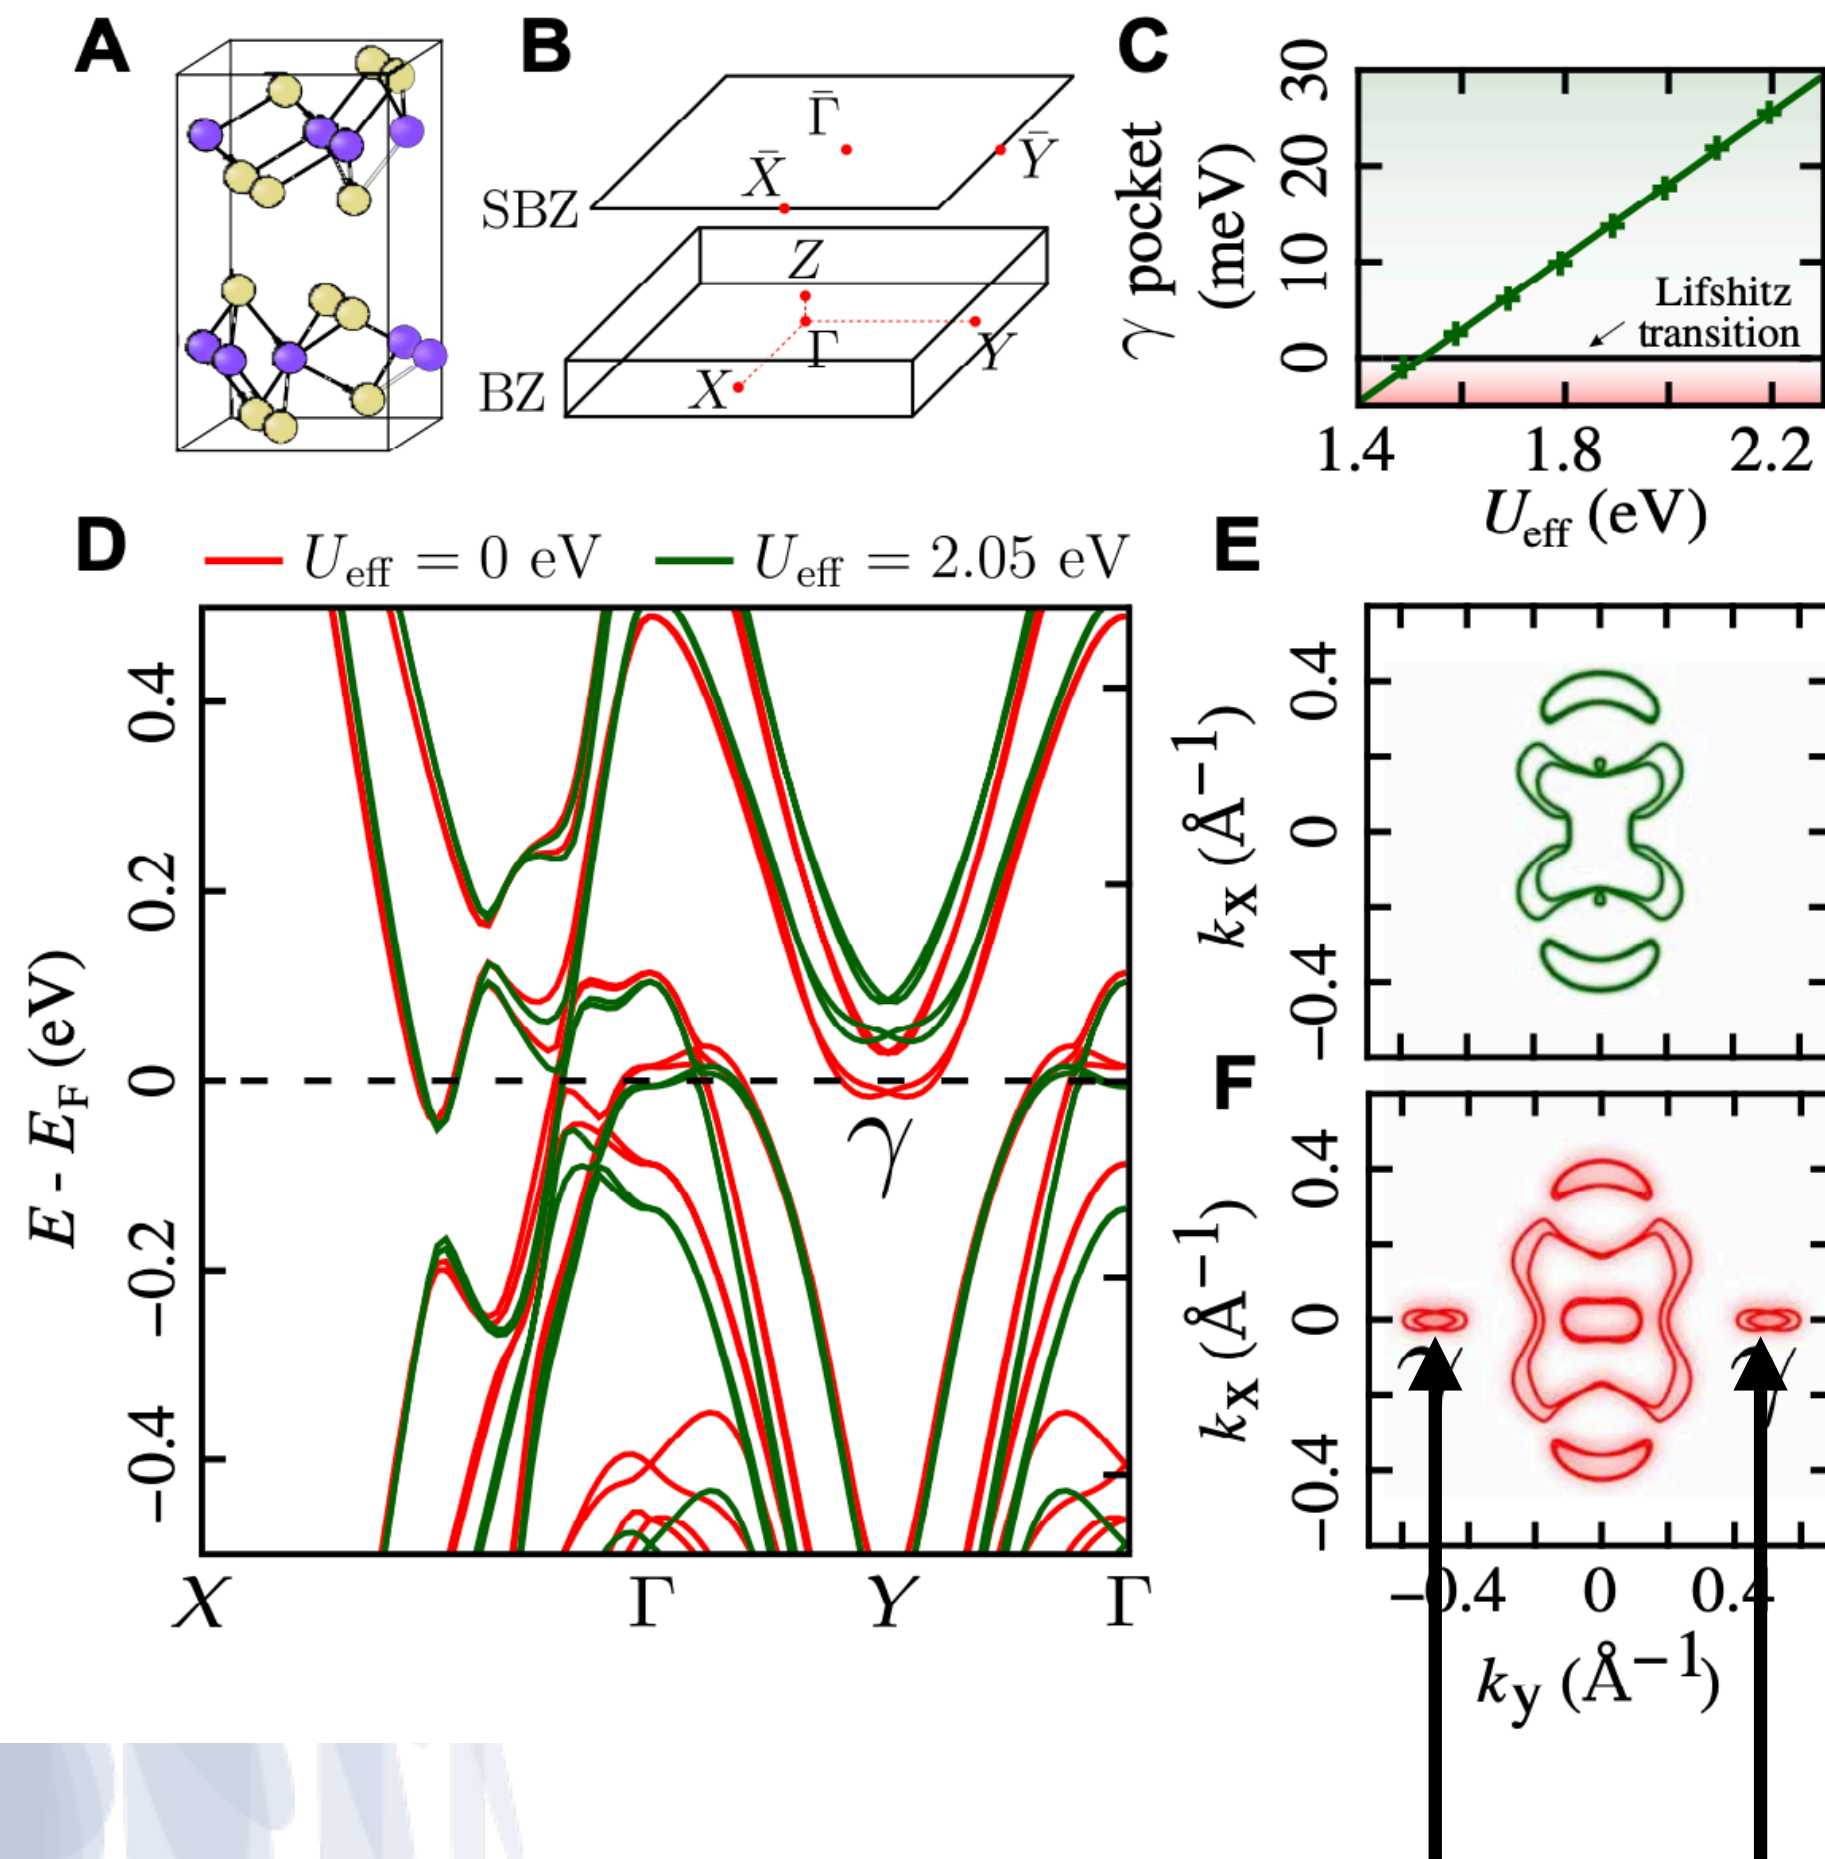 A
B
C
Γ̄
X̄
Ȳ
SBZ
Z
Γ
X
Y
BZ
γ pocket
(meV)
30
20
10
0
Lifshitz
transition
1.4
1.8
2.2
U_eff (eV)
D
U_eff = 0 eV
U_eff = 2.05 eV
E - E_F (eV)
0.4
0.2
0
−0.2
−0.4
γ
X
Γ
Y
Γ
E
k_x (Å⁻¹)
0.4
0
−0.4
F
k_x (Å⁻¹)
0.4
0
−0.4
γ
γ
−0.4
0
0.4
k_y (Å⁻¹)